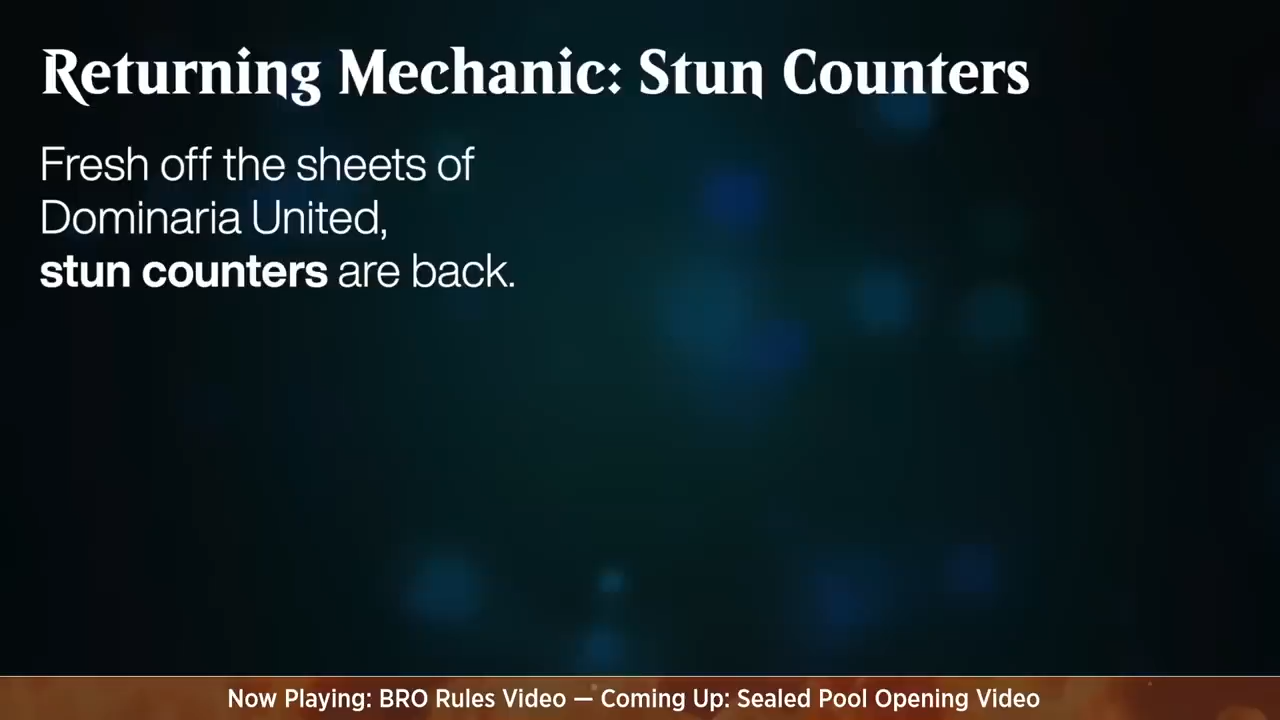 Returning Mechanic: Stun Counters
Fresh off the sheets of
Dominaria United,
stun counters are back.
Now Playing: BRO Rules Video — Coming Up: Sealed Pool Opening Video